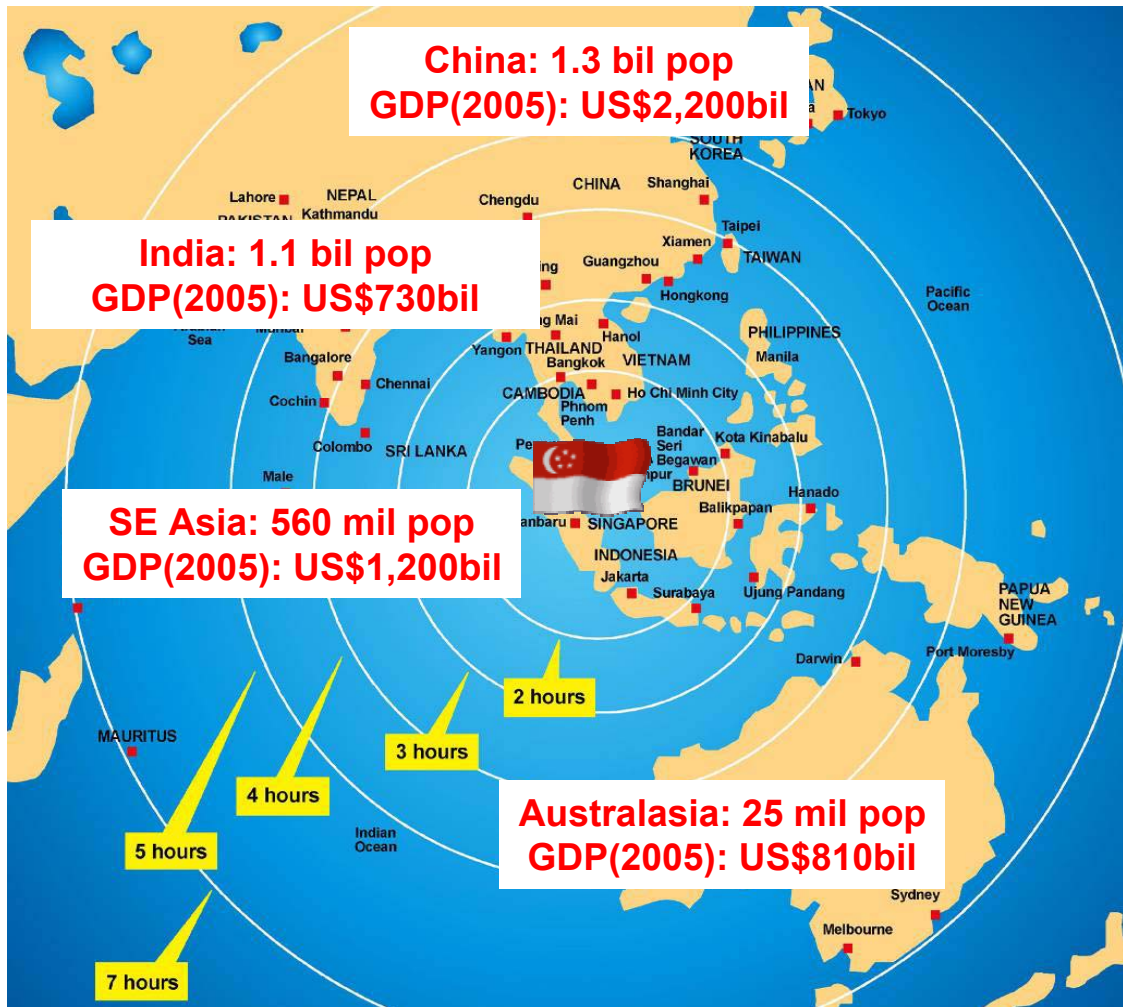 China: 1.3 bil pop
GDP(2005): US$2,200bil
Tokyo
SOUTH
KOREA
CHINA
Shanghai
Lahore
NEPAL
Kathmandu
Chengdu
Taipei
Xiamen
TAIWAN
India: 1.1 bil pop
GDP(2005): US$730bil
Guangzhou
Hongkong
Pacific
Ocean
Sea
Hanol
Yangon
THAILAND
Bangkok
VIETNAM
PHILIPPINES
Manila
Bangalore
Chennai
Cochin
CAMBODIA
Phnom
Penh
Ho Chi Minh City
Colombo
SRI LANKA
Male
Bandar
Seri
Begawan
Kota Kinabalu
BRUNEI
Balikpapan
Hanado
SE Asia: 560 mil pop
GDP(2005): US$1,200bil
SINGAPORE
INDONESIA
Jakarta
Surabaya
Ujung Pandang
PAPUA
NEW
GUINEA
Port Moresby
Darwin
2 hours
3 hours
4 hours
5 hours
7 hours
MAURITUS
Indian
Ocean
Australasia: 25 mil pop
GDP(2005): US$810bil
Sydney
Melbourne